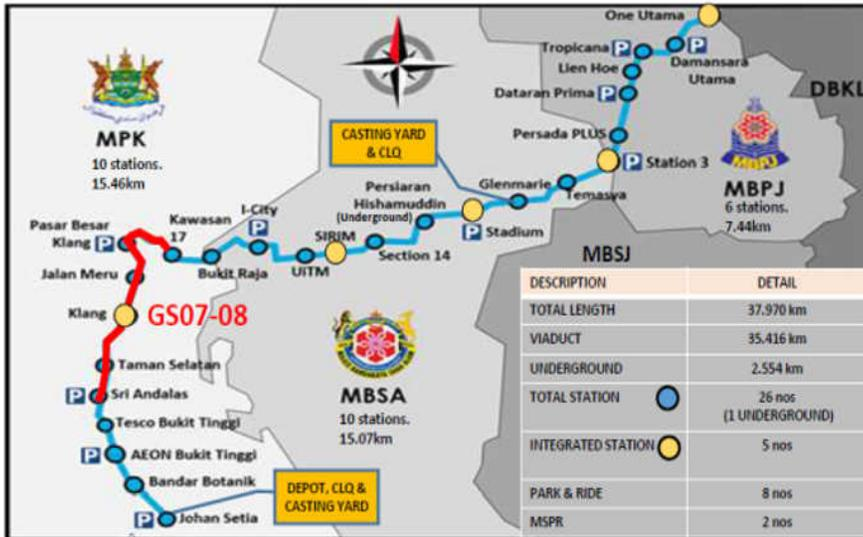 One Utama
Tropicana P
P
Damansara
Utama
Lien Hoe
DBKL
Dataran Prima P
MPK
10 stations.
15.46km
CASTING YARD
& CLQ
Persada PLUS
MBPJ
P Station 3
MBPJ
6 stations.
7.44km
Glenmarie
Temasya
Persiaran
Hishamuddin
(Underground)
P Stadium
I-City
P
Kawasan
17
Pasar Besar
Klang P
SIRIM
Section 14
UiTM
Bukit Raja
MBSJ
Jalan Meru
Klang
GS07-08
Taman Selatan
P Sri Andalas
Tesco Bukit Tinggi
P AEON Bukit Tinggi
Bandar Botanik
P Johan Setia
DEPOT, CLQ &
CASTING YARD
MBSA
10 stations.
15.07km
DESCRIPTION DETAIL
TOTAL LENGTH 37.970 km
VIADUCT 35.416 km
UNDERGROUND 2.554 km
TOTAL STATION 26 nos
(1 UNDERGROUND)
INTEGRATED STATION 5 nos
PARK & RIDE 8 nos
MSPR 2 nos